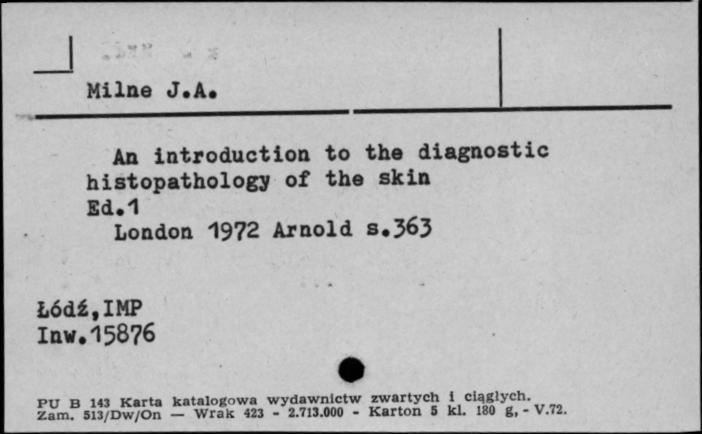 Milne J.A.
An introduction to the diagnostic
histopathology of the skin
Ed.1
London 1972 Arnold s.363
Łódź,IMP
Inw.15876
PU B 143 Karta katalogowa wydawnictw zwartych i ciąglych.
Zam. 513/Dw/On — Wrak 423 - 2.713.000 - Karton 5 kl. 180 g, - V.72.